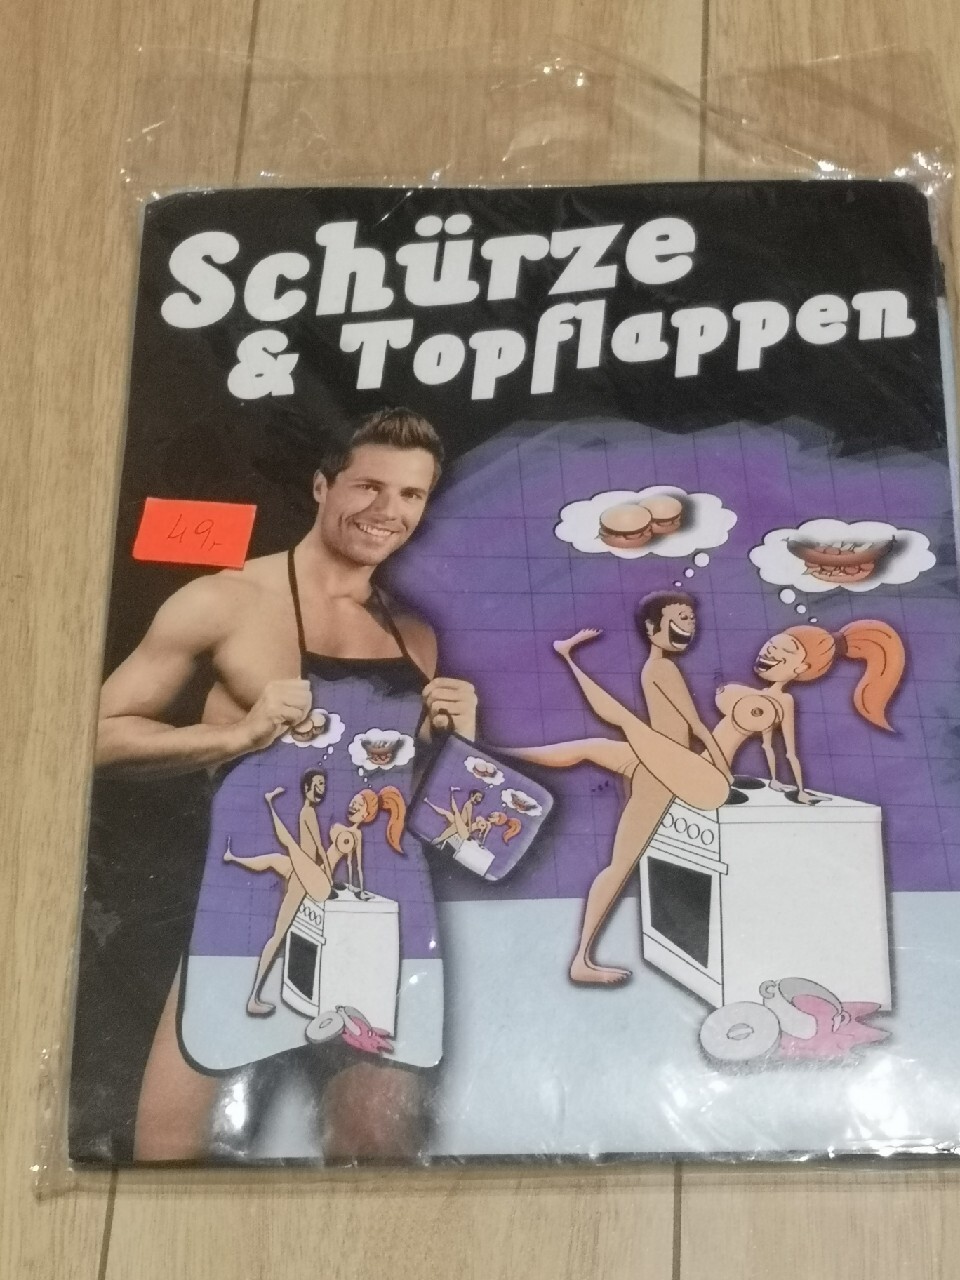 Schürze
& Topflappen
49,-